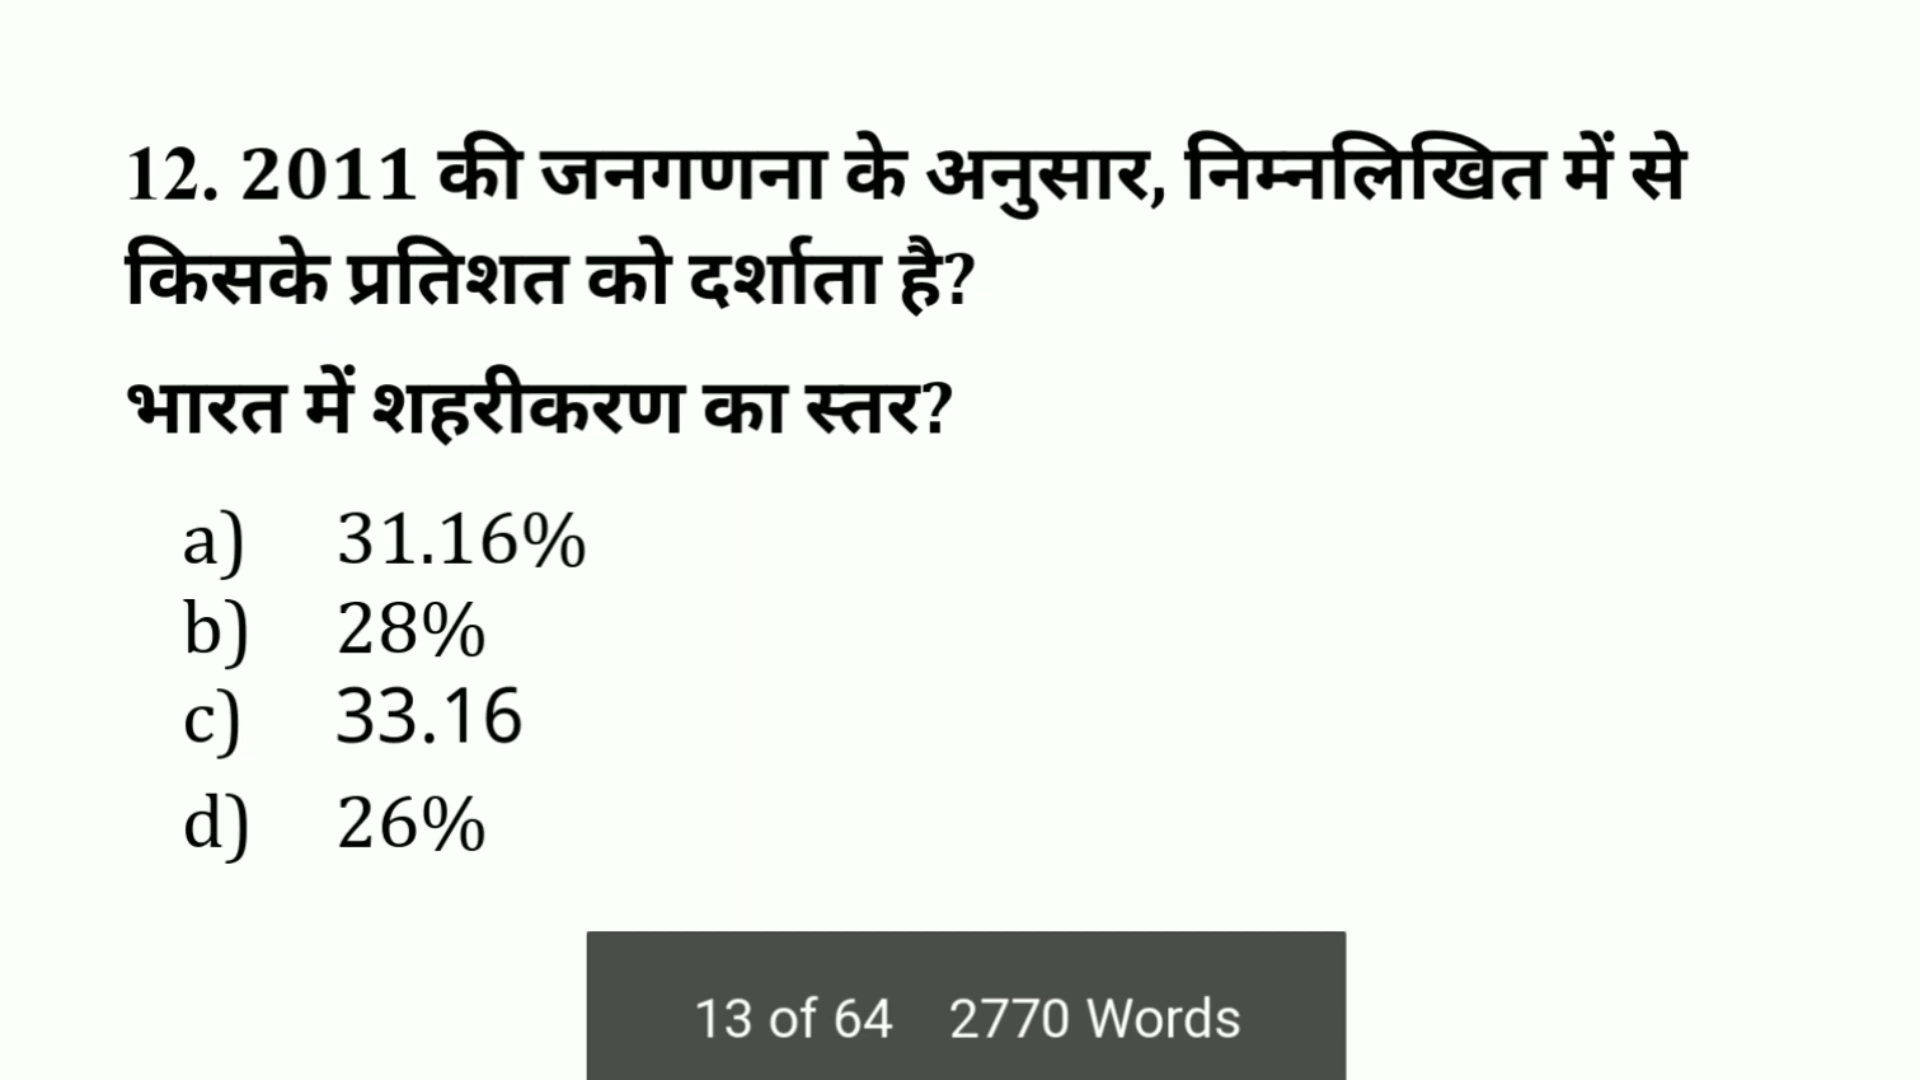 12. 2011 की जनगणना के अनुसार, निम्नलिखित में से
किसके प्रतिशत को दर्शाता है?
भारत में शहरीकरण का स्तर?
a) 31.16%
b) 28%
c) 33.16
d) 26%
13 of 64 2770 Words